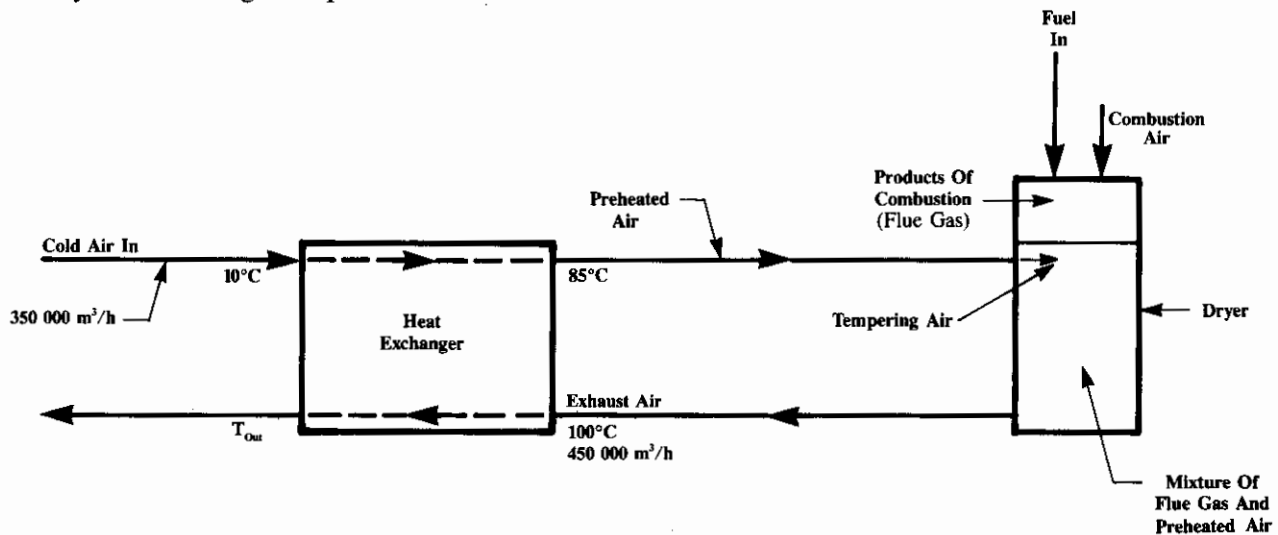 Fuel
In
Combustion
Air
Products Of
Combustion
(Flue Gas)
Preheated
Air
Cold Air In
10°C
85°C
350 000 m³/h
Heat
Exchanger
Tempering Air
Dryer
Exhaust Air
T Out
100°C
450 000 m³/h
Mixture Of
Flue Gas And
Preheated Air